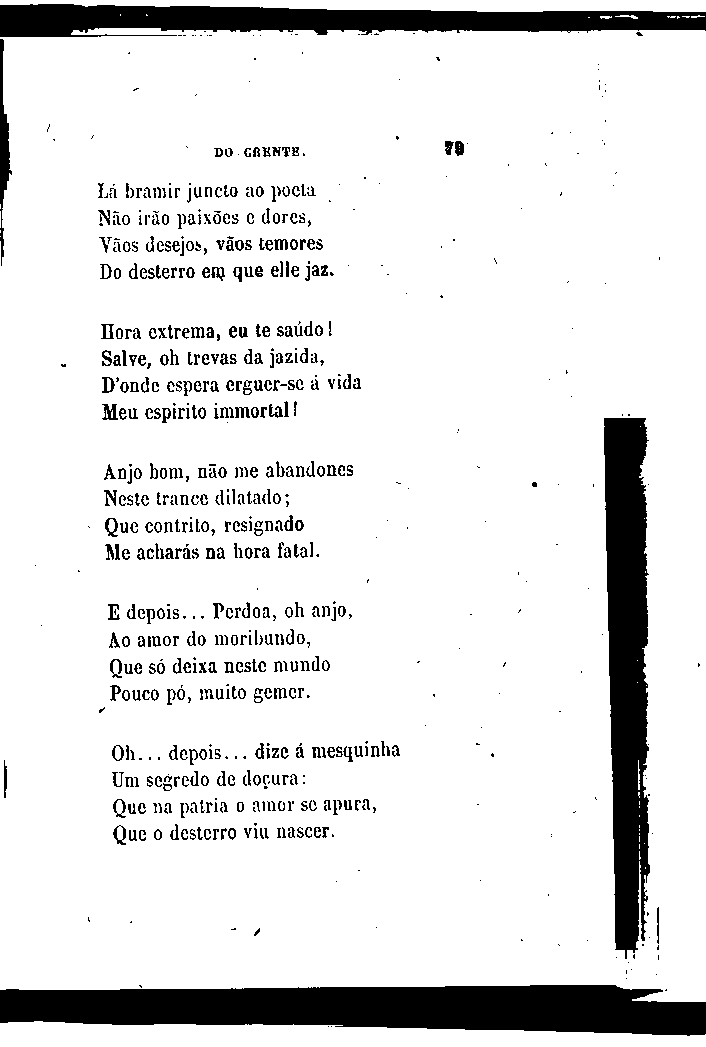 DO CRENTE. 79
Lá bramir juncto ao poeta
Não irão paixões e dores,
Vãos desejos, vãos temores
Do desterro em que elle jaz.
Hora extrema, eu te saúdo!
Salve, oh trevas da jazida,
D'onde espera erguer-se á vida
Meu espirito immortal!
Anjo bom, não me abandones
Neste trance dilatado;
Que contrito, resignado
Me acharás na hora fatal.
E depois... Perdoa, oh anjo,
Ao amor do moribundo,
Que só deixa neste mundo
Pouco pó, muito gemer.
Oh... depois... dize á mesquinha
Um segredo de doçura:
Que na patria o amor se apura,
Que o desterro viu nascer.